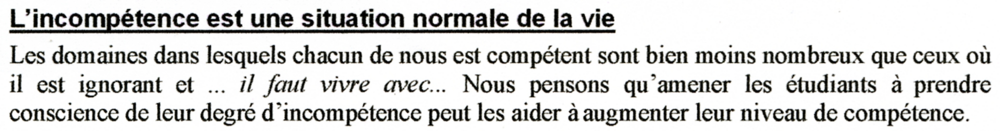 L'incompétence est une situation normale de la vie
Les domaines dans lesquels chacun de nous est compétent sont bien moins nombreux que ceux où
il est ignorant et ... il faut vivre avec... Nous pensons qu'amener les étudiants à prendre
conscience de leur degré d'incompétence peut les aider à augmenter leur niveau de compétence.